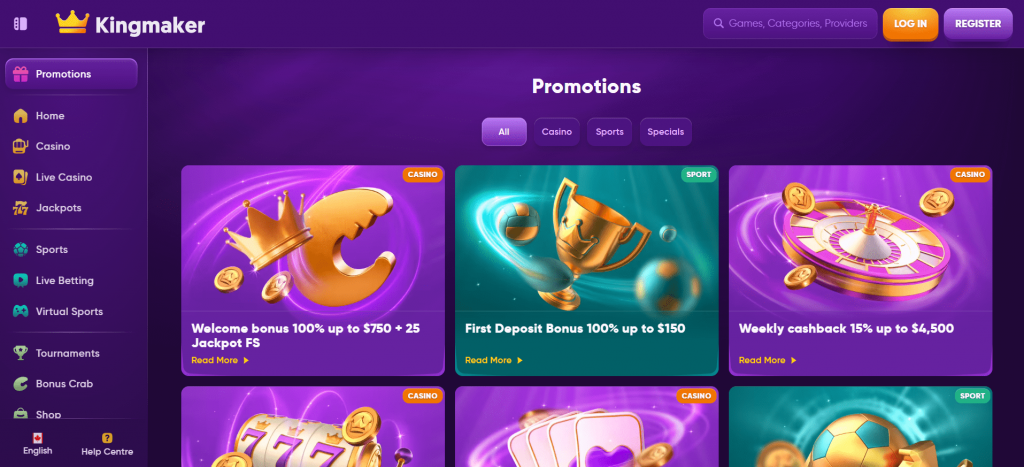 Kingmaker
Games, Categories, Providers
LOG IN
REGISTER
Promotions
Home
Casino
Live Casino
Jackpots
Sports
Live Betting
Virtual Sports
Tournaments
Bonus Crab
Shop
English
Help Centre
Promotions
All
Casino
Sports
Specials
CASINO
Welcome bonus 100% up to $750 + 25
Jackpot FS
Read More
SPORT
First Deposit Bonus 100% up to $150
Read More
CASINO
Weekly cashback 15% up to $4,500
Read More
CASINO
777
CASINO
SPORT